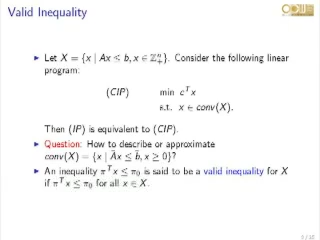 Valid Inequality
▶ Let X = {x | Ax ≤ b, x ∈ ℤⁿ₊}. Consider the following linear
program:
(CIP) min cᵀx
s.t. x ∈ conv(X).
Then (IP) is equivalent to (CIP).
▶ Question: How to describe or approximate
conv(X) = {x | Ãx ≤ b̃, x ≥ 0}?
▶ An inequality πᵀx ≤ π₀ is said to be a valid inequality for X
if πᵀx ≤ π₀ for all x ∈ X.